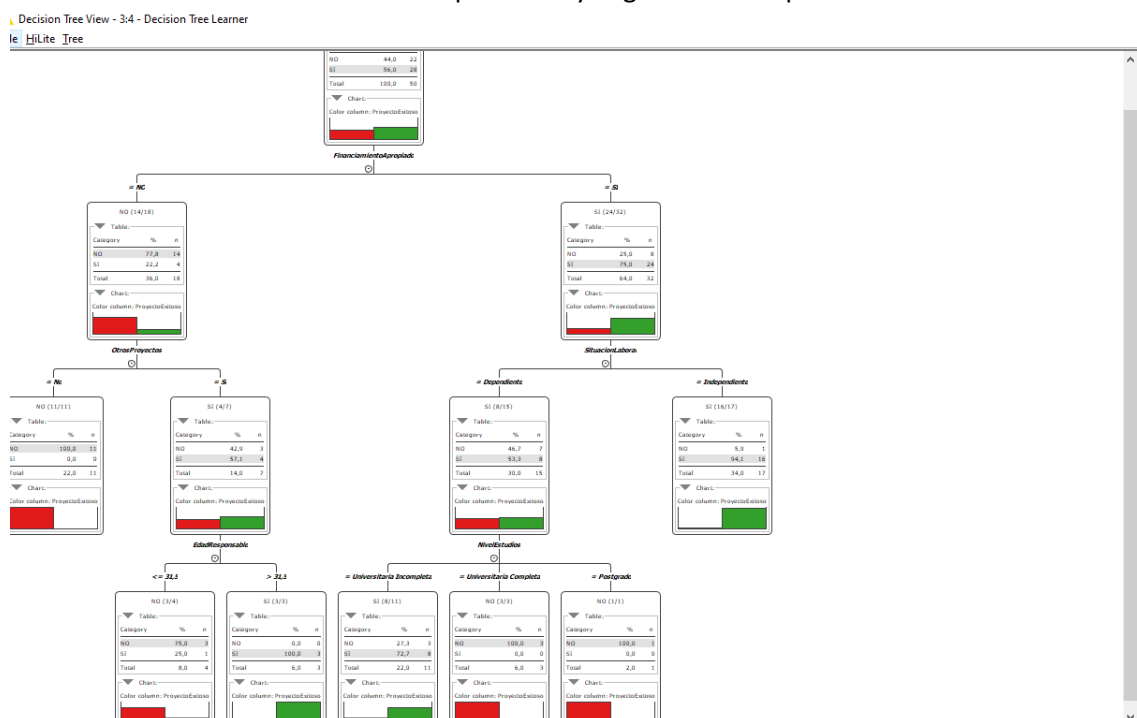 Decision Tree View - 3:4 - Decision Tree Learner
HiLite Tree
NO 44,0 22
SI 56,0 28
Total 100,0 50
Chart:
Color column: ProyectoExitoso
FinanciamientoApropiado
= NO
= SI
NO (14/18)
Table:
Category % n
NO 77,8 14
SI 22,2 4
Total 36,0 18
Chart:
Color column: ProyectoExitoso
SI (24/32)
Table:
Category % n
NO 25,0 8
SI 75,0 24
Total 64,0 32
Chart:
Color column: ProyectoExitoso
OtrosProyectos
SituacionLabora
= No
= Si
= Dependiente
= Independiente
NO (11/11)
Table:
Category % n
NO 100,0 11
SI 0,0 0
Total 22,0 11
Chart:
Color column: ProyectoExitoso
SI (4/7)
Table:
Category % n
NO 42,9 3
SI 57,1 4
Total 14,0 7
Chart:
Color column: ProyectoExitoso
SI (8/15)
Table:
Category % n
NO 46,7 7
SI 53,3 8
Total 30,0 15
Chart:
Color column: ProyectoExitoso
SI (16/17)
Table:
Category % n
NO 5,9 1
SI 94,1 16
Total 34,0 17
Chart:
Color column: ProyectoExitoso
EdadResponsable
NivelEstudios
<= 31,5
> 31,5
= Universitaria Incompleta
= Universitaria Completa
= Postgrado
NO (3/4)
Table:
Category % n
NO 75,0 3
SI 25,0 1
Total 8,0 4
Chart:
Color column: ProyectoExitoso
SI (3/3)
Table:
Category % n
NO 0,0 0
SI 100,0 3
Total 6,0 3
Chart:
Color column: ProyectoExitoso
SI (8/11)
Table:
Category % n
NO 27,3 3
SI 72,7 8
Total 22,0 11
Chart:
Color column: ProyectoExitoso
NO (3/3)
Table:
Category % n
NO 100,0 3
SI 0,0 0
Total 6,0 3
Chart:
Color column: ProyectoExitoso
NO (1/1)
Table:
Category % n
NO 100,0 1
SI 0,0 0
Total 2,0 1
Chart:
Color column: ProyectoExitoso